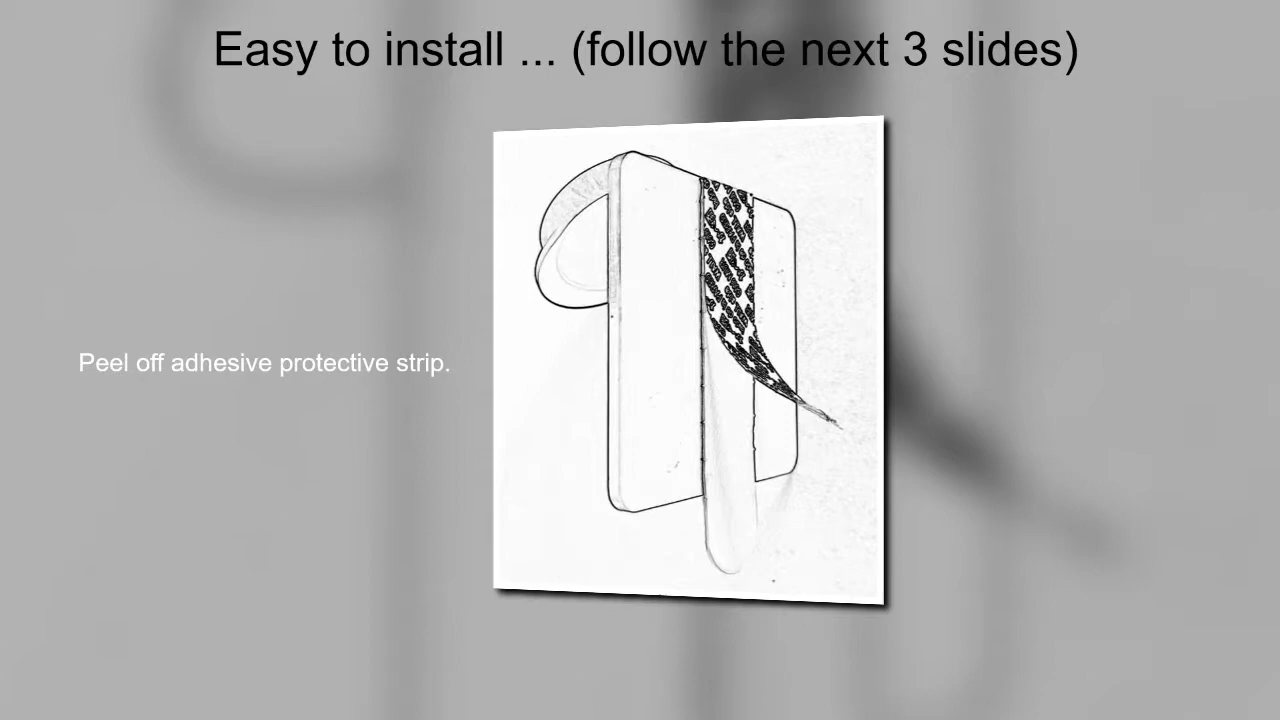 Easy to install ... (follow the next 3 slides)
Peel off adhesive protective strip.